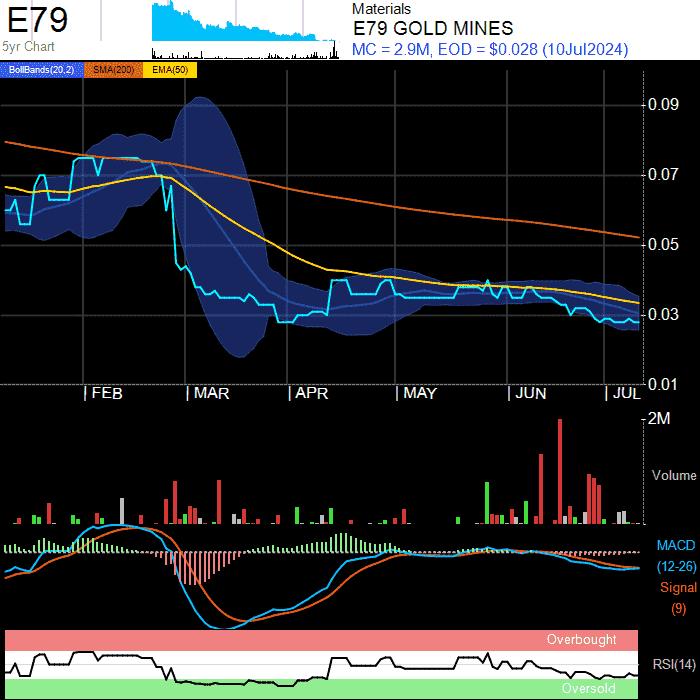 E79
5yr Chart
Materials
E79 GOLD MINES
MC = 2.9M, EOD = $0.028 (10Jul2024)
BollBands(20,2) SMA(200) EMA(50)
0.09
0.07
0.05
0.03
0.01
FEB MAR APR MAY JUN JUL
2M
Volume
MACD
(12-26)
Signal
(9)
Overbought
RSI(14)
Oversold